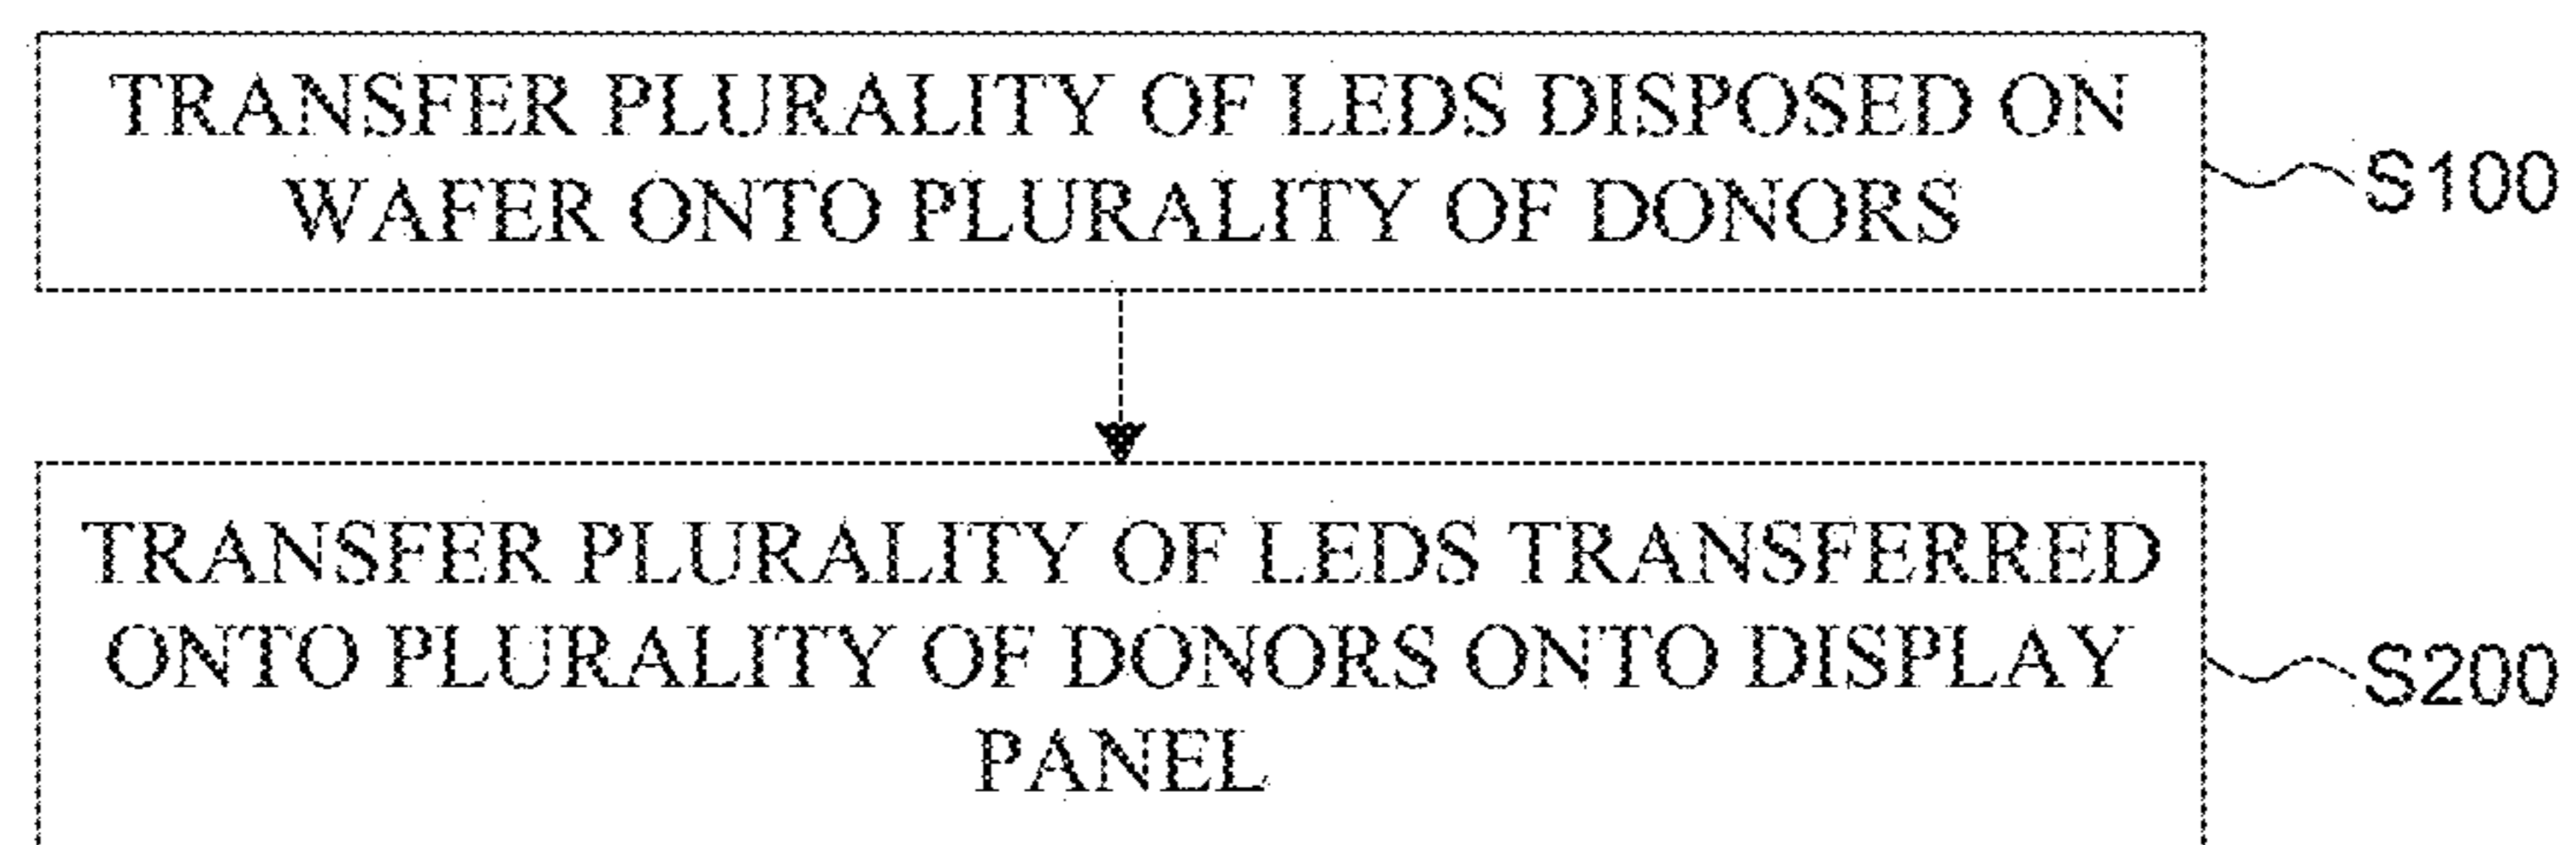 TRANSFER PLURALITY OF LEDS DISPOSED ON
WAFER ONTO PLURALITY OF DONORS
S100
TRANSFER PLURALITY OF LEDS TRANSFERRED
ONTO PLURALITY OF DONORS ONTO DISPLAY
PANEL
S200